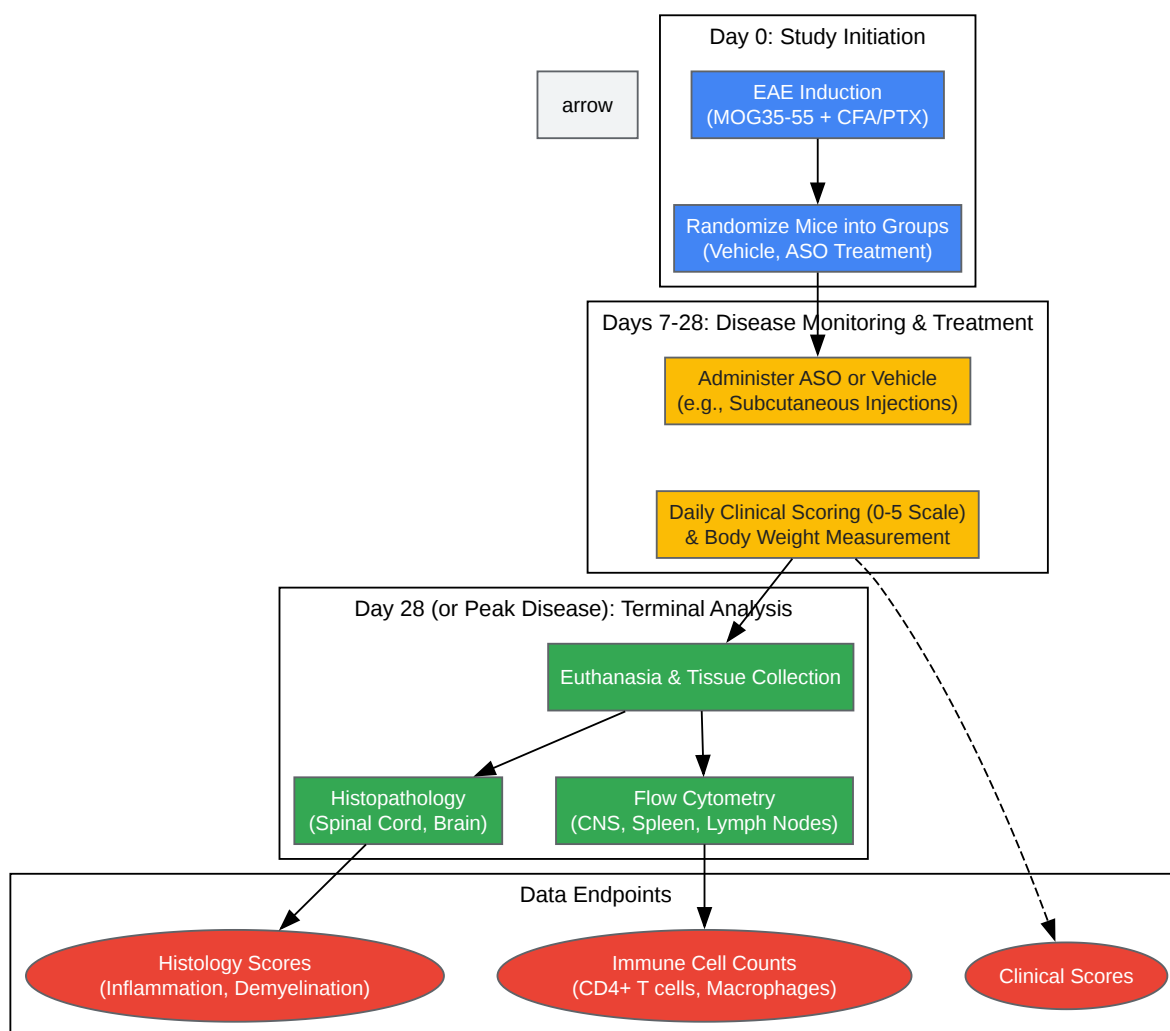 Day 0: Study Initiation
arrow
EAE Induction
(MOG35-55 + CFA/PTX)
Randomize Mice into Groups
(Vehicle, ASO Treatment)
Days 7-28: Disease Monitoring & Treatment
Administer ASO or Vehicle
(e.g., Subcutaneous Injections)
Daily Clinical Scoring (0-5 Scale)
& Body Weight Measurement
Day 28 (or Peak Disease): Terminal Analysis
Euthanasia & Tissue Collection
Histopathology
(Spinal Cord, Brain)
Flow Cytometry
(CNS, Spleen, Lymph Nodes)
Data Endpoints
Histology Scores
(Inflammation, Demyelination)
Immune Cell Counts
(CD4+ T cells, Macrophages)
Clinical Scores